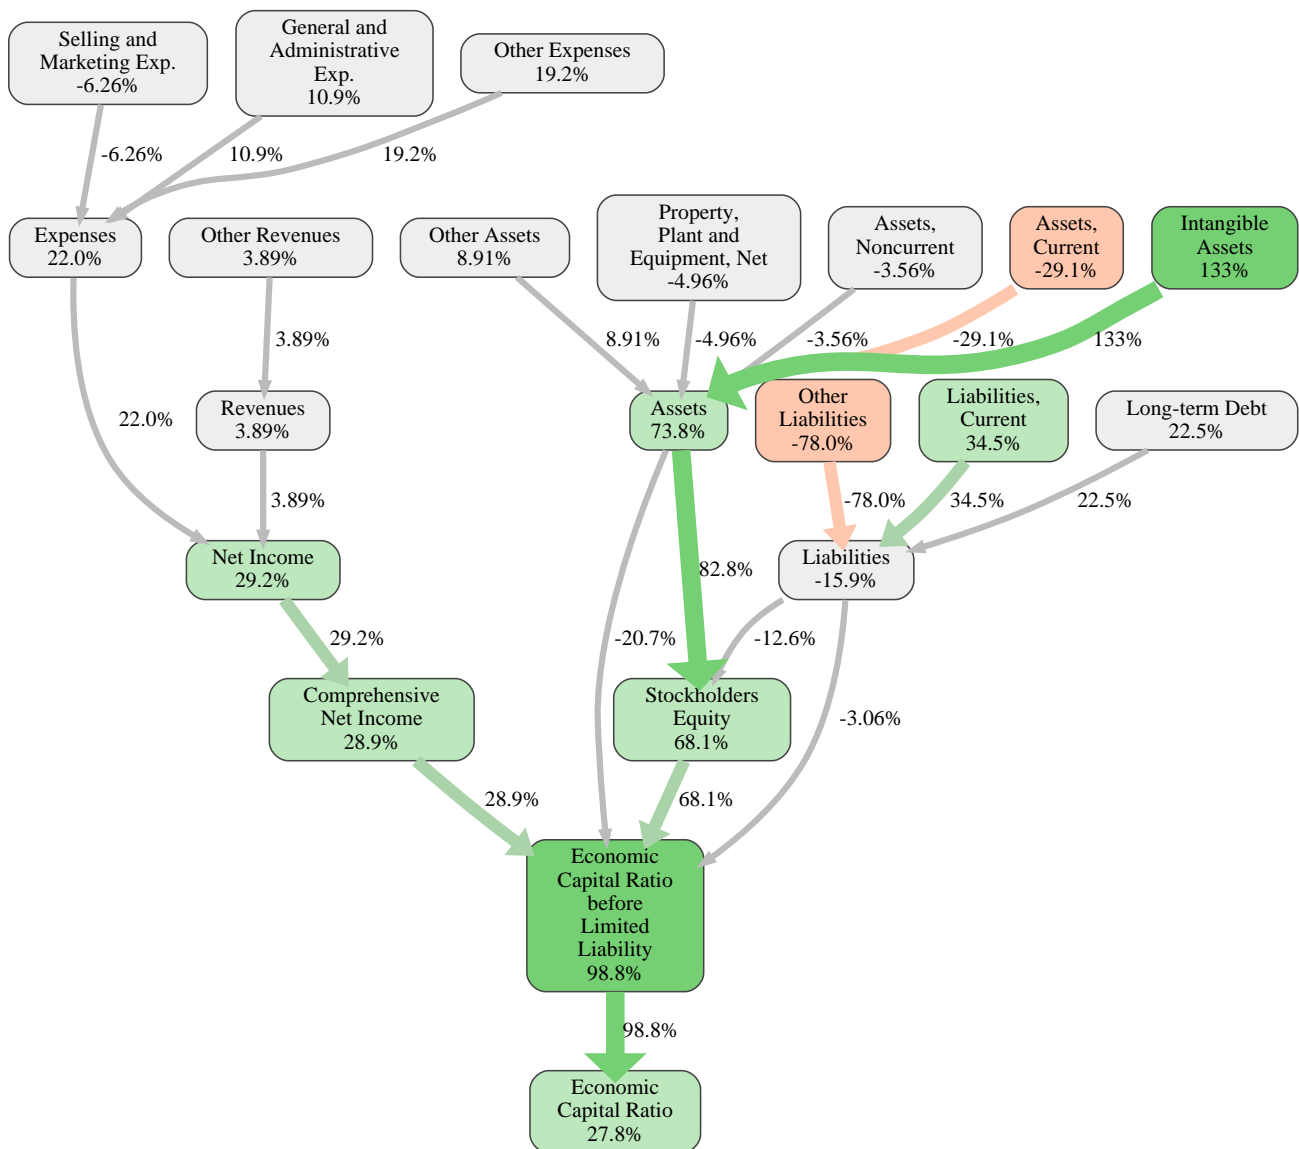 Selling and
Marketing Exp.
-6.26%
General and
Administrative
Exp.
10.9%
Other Expenses
19.2%
-6.26%
10.9%
19.2%
Expenses
22.0%
Other Revenues
3.89%
Other Assets
8.91%
Property,
Plant and
Equipment, Net
-4.96%
Assets,
Noncurrent
-3.56%
Assets,
Current
-29.1%
Intangible
Assets
133%
3.89%
8.91%
-4.96%
-3.56%
-29.1%
133%
22.0%
Revenues
3.89%
Assets
73.8%
Other
Liabilities
-78.0%
Liabilities,
Current
34.5%
Long-term Debt
22.5%
3.89%
-78.0%
34.5%
22.5%
Net Income
29.2%
82.8%
Liabilities
-15.9%
29.2%
-20.7%
-12.6%
Comprehensive
Net Income
28.9%
Stockholders
Equity
68.1%
-3.06%
28.9%
68.1%
Economic
Capital Ratio
before
Limited
Liability
98.8%
98.8%
Economic
Capital Ratio
27.8%